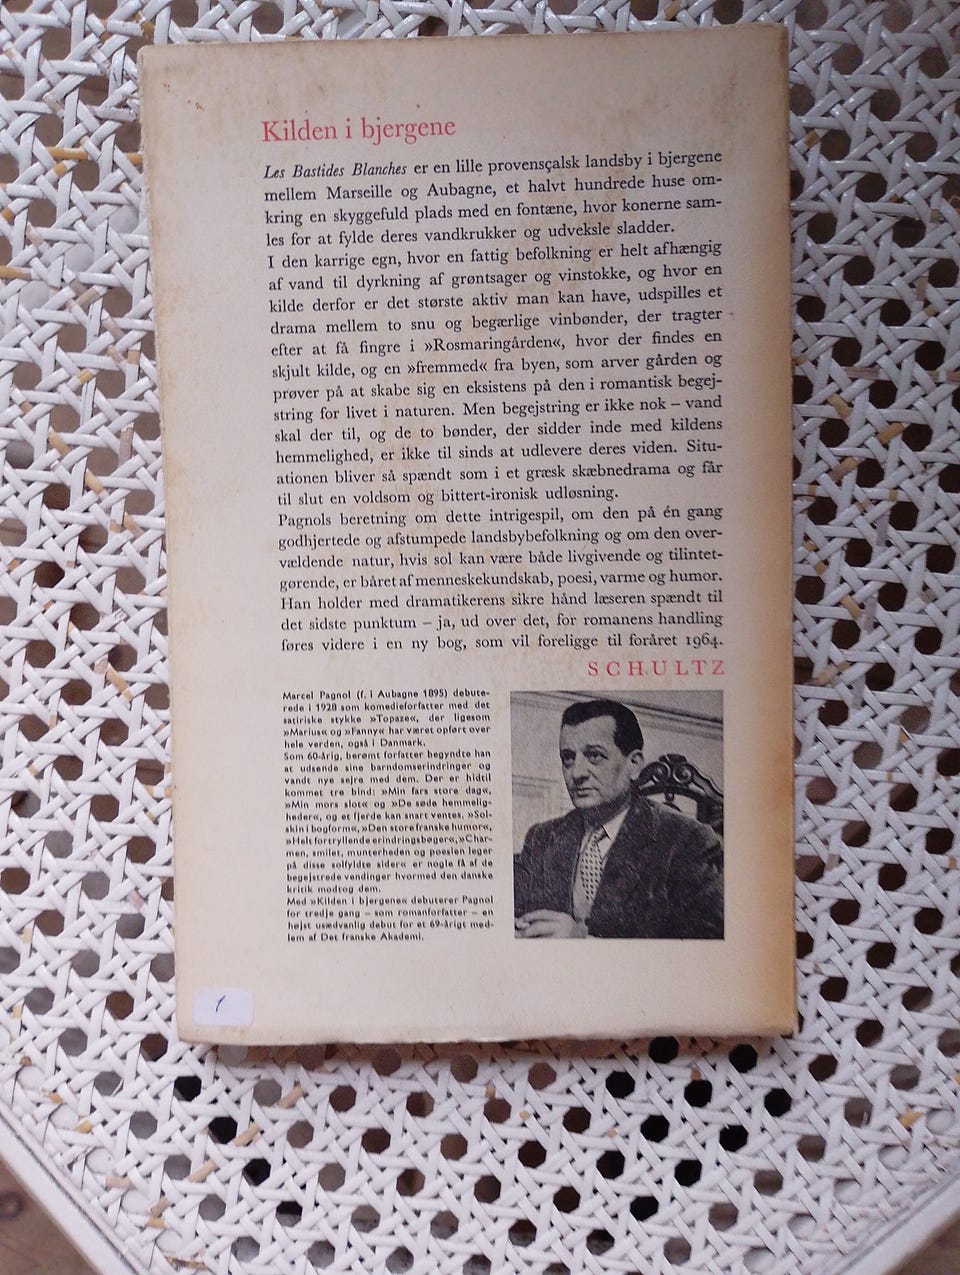 Kilden i bjergene
Les Bastides Blanches er en lille provensçalsk landsby i bjergene
mellem Marseille og Aubagne, et halvt hundrede huse om-
kring en skyggefuld plads med en fontæne, hvor konerne sam-
les for at fylde deres vandkrukker og udveksle sladder.
I den karrige egn, hvor en fattig befolkning er helt afhængig
af vand til dyrkning af grøntsager og vinstokke, og hvor en
kilde derfor er det største aktiv man kan have, udspilles et
drama mellem to snu og begærlige vinbønder, der tragter
efter at få fingre i »Rosmaringården«, hvor der findes en
skjult kilde, og en »fremmed« fra byen, som arver gården og
prøver på at skabe sig en eksistens på den i romantisk begej-
string for livet i naturen. Men begejstring er ikke nok – vand
skal der til, og de to bønder, der sidder inde med kildens
hemmelighed, er ikke til sinds at udlevere deres viden. Situ-
ationen bliver så spændt som i et græsk skæbnedrama og får
til slut en voldsom og bittert-ironisk udløsning.
Pagnols beretning om dette intrigespil, om den på én gang
godhjertede og afstumpede landsbybefolkning og om den over-
vældende natur, hvis sol kan være både livgivende og tilintet-
gørende, er båret af menneskekundskab, poesi, varme og humor.
Han holder med dramatikerens sikre hånd læseren spændt til
det sidste punktum – ja, ud over det, for romanens handling
føres videre i en ny bog, som vil foreligge til foråret 1964.
SCHULTZ
Marcel Pagnol (f. i Aubagne 1895) debute-
rede i 1928 som komedieforfatter med det
satiriske stykke »Topaze«, der ligesom
»Marius« og »Fanny« har været opført over
hele verden, også i Danmark.
Som 60-årig, berømt forfatter begyndte han
at udsende sine barndomserindringer og
vandt nye sejre med dem. Der er hidtil
kommet tre bind: »Min fars store dag«,
»Min mors slot« og »De søde hemmelig-
heder«, og et fjerde kan snart ventes. »Sol-
skin i bogform«, »Den store franske humor«,
»Helt fortryllende erindringsbøger«, »Char-
men, smilet, munterheden og poesien leger
på disse solfyldte sider« er nogle få af de
begejstrede vendinger hvormed den danske
kritik modtog dem.
Med »Kilden i bjergene« debuterer Pagnol
for tredje gang – som romanforfatter – en
højst usædvanlig debut for et 69-årigt med-
lem af Det franske Akademi.